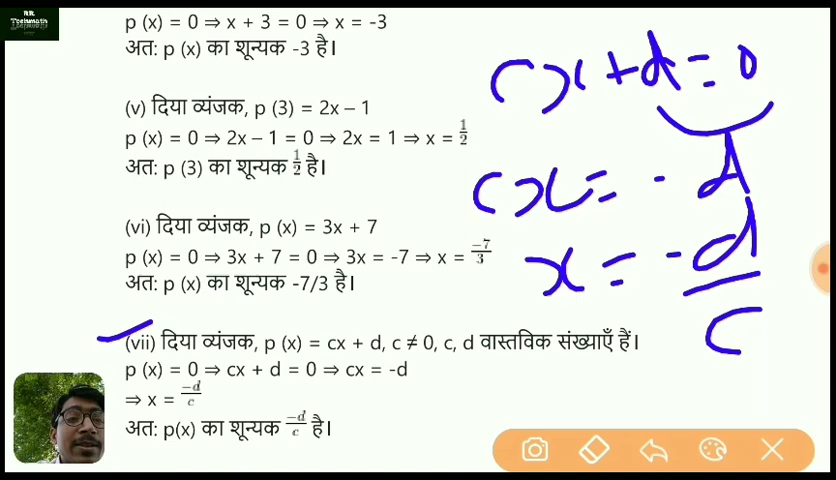 RR
p (x) = 0 ⇒ x + 3 = 0 ⇒ x = -3
अत: p (x) का शून्यक -3 है।
(v) दिया व्यंजक, p (3) = 2x – 1
p (x) = 0 ⇒ 2x – 1 = 0 ⇒ 2x = 1 ⇒ x = 1/2
अत: p (3) का शून्यक 1/2 है।
(vi) दिया व्यंजक, p (x) = 3x + 7
p (x) = 0 ⇒ 3x + 7 = 0 ⇒ 3x = -7 ⇒ x = -7/3
अत: p (x) का शून्यक -7/3 है।
(vii) दिया व्यंजक, p (x) = cx + d, c ≠ 0, c, d वास्तविक संख्याएँ हैं।
p (x) = 0 ⇒ cx + d = 0 ⇒ cx = -d
⇒ x = -d/c
अत: p(x) का शून्यक -d/c है।
cx + d = 0
cx = - d
x = - d/c